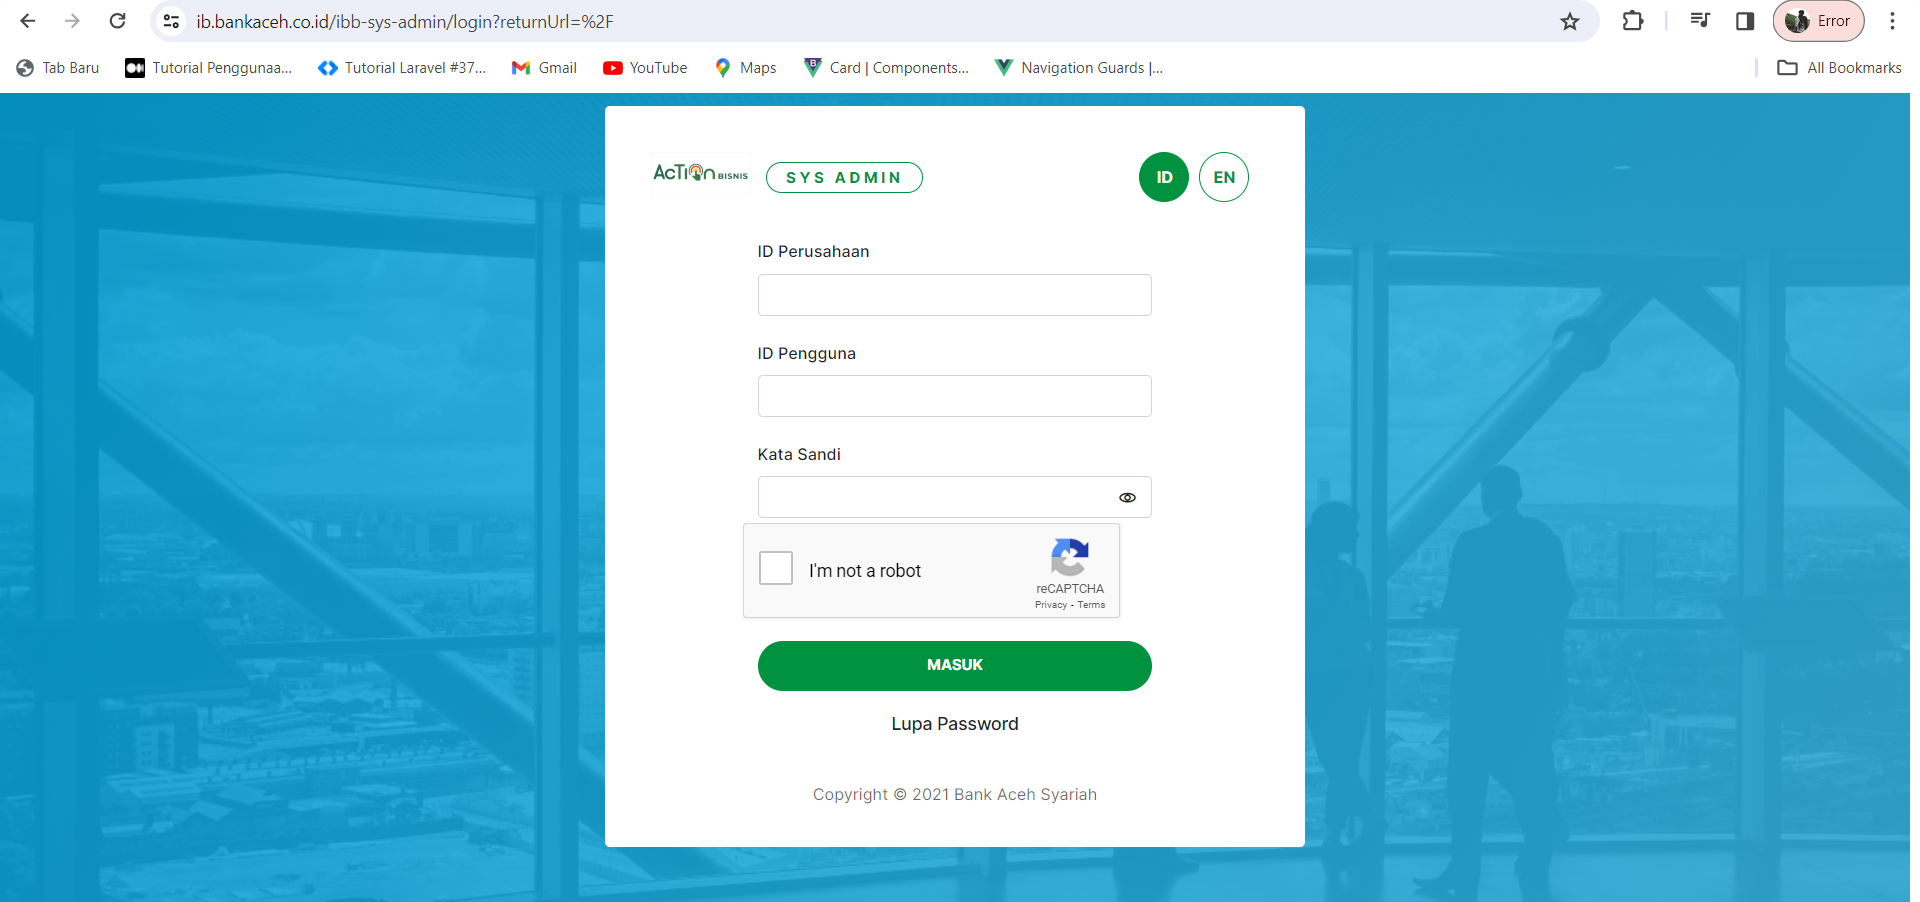 ib.bankaceh.co.id/ibb-sys-admin/login?returnUrl=%2F
Error
Tab Baru
Tutorial Penggunaa...
Tutorial Laravel #37...
Gmail
YouTube
Maps
Card | Components...
Navigation Guards |...
All Bookmarks
AcTIon BISNIS
SYS ADMIN
ID
EN
ID Perusahaan
ID Pengguna
Kata Sandi
I'm not a robot
reCAPTCHA
Privacy - Terms
MASUK
Lupa Password
Copyright © 2021 Bank Aceh Syariah